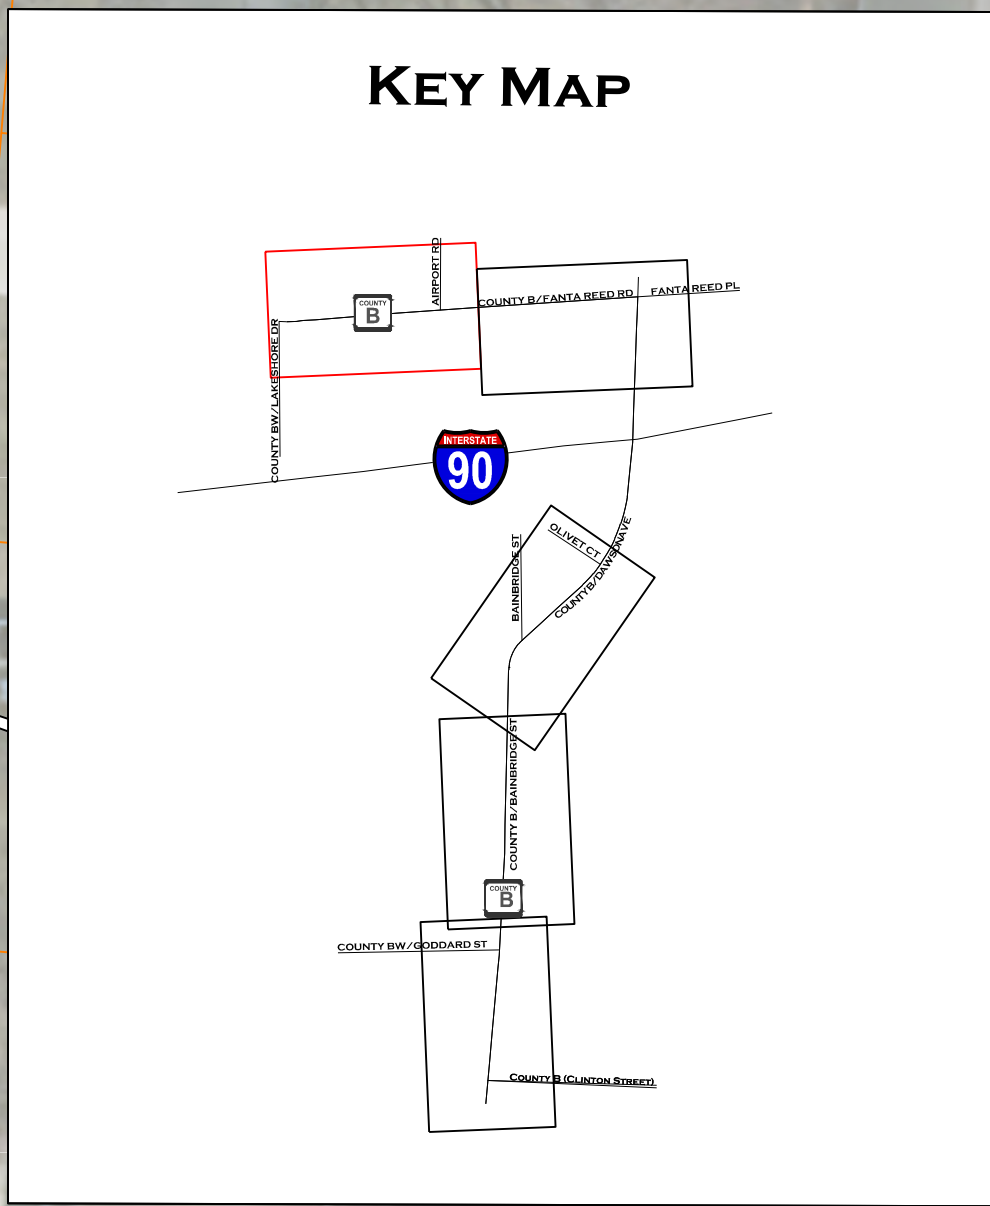 KEY MAP
AIRPORT RD
COUNTY B/FANTA REED RD
FANTA REED PL
COUNTY
B
COUNTY BW/LAKESHORE DR
INTERSTATE
90
OLIVET CT
BAINBRIDGE ST
COUNTY B/DAWSON AVE
COUNTY B/BAINBRIDGE ST
COUNTY
B
COUNTY BW/GODDARD ST
COUNTY B (CLINTON STREET)